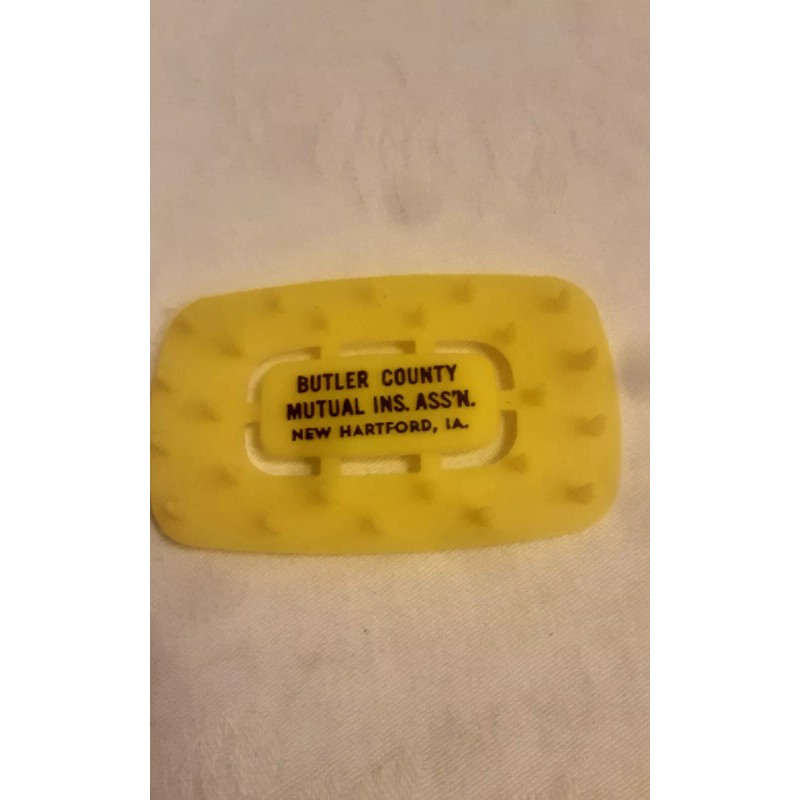 BUTLER COUNTY
MUTUAL INS. ASS'N.
NEW HARTFORD, IA.